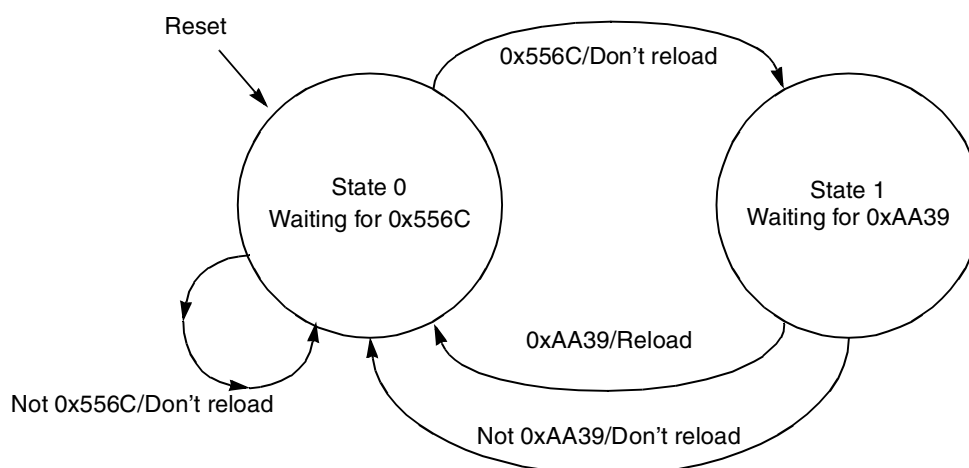 Reset
0x556C/Don't reload
State 0
Waiting for 0x556C
State 1
Waiting for 0xAA39
0xAA39/Reload
Not 0x556C/Don't reload
Not 0xAA39/Don't reload